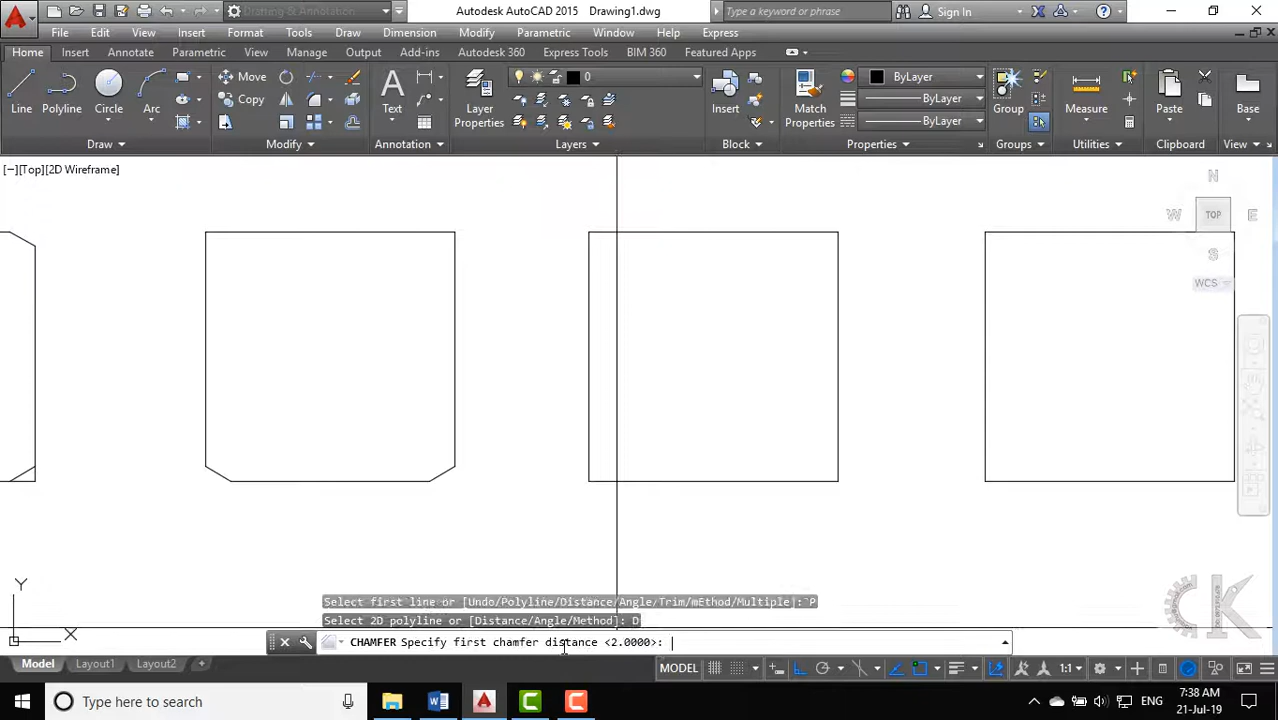 Drafting & Annotation
Autodesk AutoCAD 2015 Drawing1.dwg
Type a keyword or phrase
Sign In
File Edit View Insert Format Tools Draw Dimension Modify Parametric Window Help Express
Home Insert Annotate Parametric View Manage Output Add-ins Autodesk 360 Express Tools BIM 360 Featured Apps
Move
Copy
0
ByLayer
ByLayer
ByLayer
Line Polyline Circle Arc
Text
Layer
Properties
Insert
Match
Properties
Group
Measure
Paste
Base
Draw Modify Annotation Layers Block Properties Groups Utilities Clipboard View
[−][Top][2D Wireframe]
N
W TOP E
S
WCS
Y
X
Select first line or [Undo/Polyline/Distance/Angle/Trim/mEthod/Multiple]: P
Select 2D polyline or [Distance/Angle/Method]: D
CHAMFER Specify first chamfer distance <2.0000>:
Model Layout1 Layout2 +
MODEL
1:1
CK
Type here to search
ENG
7:38 AM
21-Jul-19